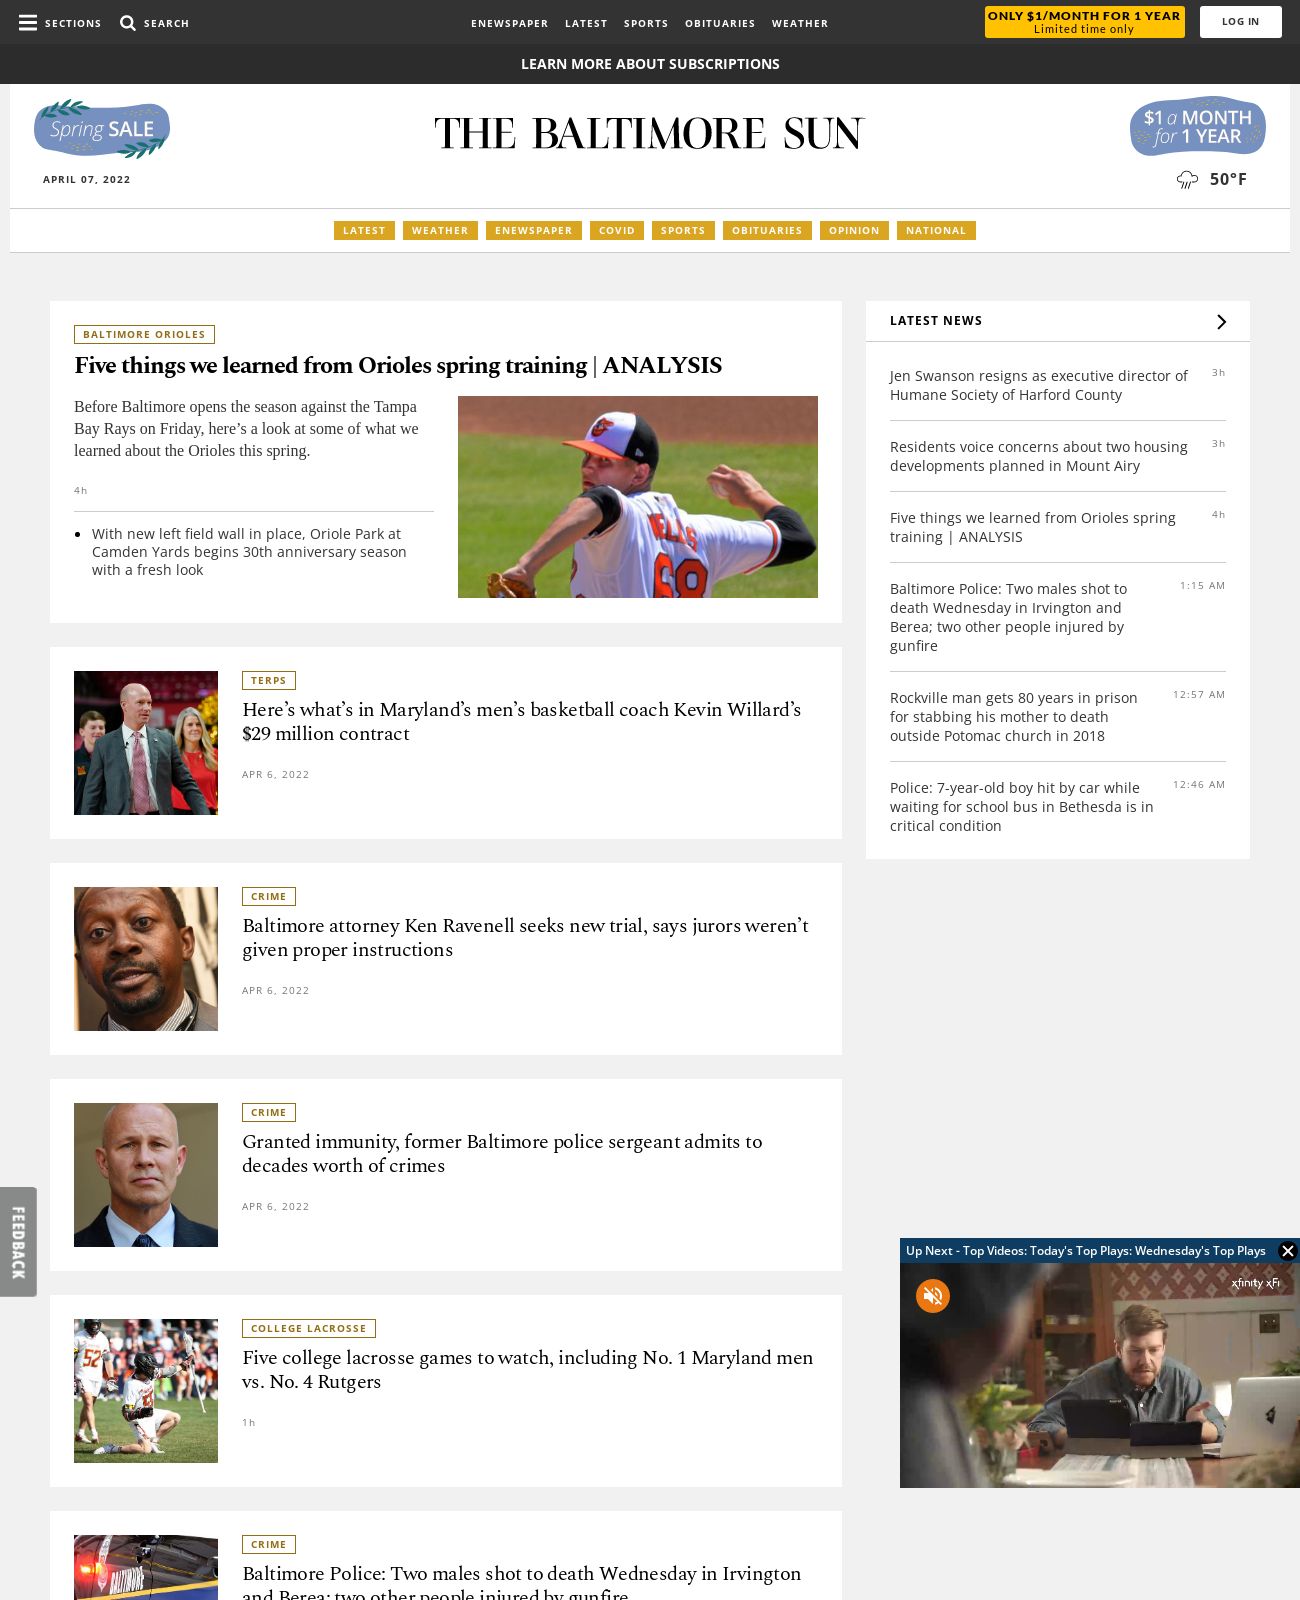 SECTIONS
SEARCH
ENEWSPAPER
LATEST
SPORTS
OBITUARIES
WEATHER
ONLY $1/MONTH FOR 1 YEAR
Limited time only
LOG IN
LEARN MORE ABOUT SUBSCRIPTIONS
Spring SALE
THE BALTIMORE SUN
$1 a MONTH
for 1 YEAR
APRIL 07, 2022
50°F
LATEST
WEATHER
ENEWSPAPER
COVID
SPORTS
OBITUARIES
OPINION
NATIONAL
BALTIMORE ORIOLES
Five things we learned from Orioles spring training | ANALYSIS
Before Baltimore opens the season against the Tampa
Bay Rays on Friday, here’s a look at some of what we
learned about the Orioles this spring.
4h
With new left field wall in place, Oriole Park at
Camden Yards begins 30th anniversary season
with a fresh look
WELLS
68
TERPS
Here’s what’s in Maryland’s men’s basketball coach Kevin Willard’s
$29 million contract
APR 6, 2022
CRIME
Baltimore attorney Ken Ravenell seeks new trial, says jurors weren’t
given proper instructions
APR 6, 2022
CRIME
Granted immunity, former Baltimore police sergeant admits to
decades worth of crimes
APR 6, 2022
COLLEGE LACROSSE
Five college lacrosse games to watch, including No. 1 Maryland men
vs. No. 4 Rutgers
1h
52
CRIME
Baltimore Police: Two males shot to death Wednesday in Irvington
and Berea; two other people injured by gunfire
BALTIMORE
LATEST NEWS
Jen Swanson resigns as executive director of
Humane Society of Harford County
3h
Residents voice concerns about two housing
developments planned in Mount Airy
3h
Five things we learned from Orioles spring
training | ANALYSIS
4h
Baltimore Police: Two males shot to
death Wednesday in Irvington and
Berea; two other people injured by
gunfire
1:15 AM
Rockville man gets 80 years in prison
for stabbing his mother to death
outside Potomac church in 2018
12:57 AM
Police: 7-year-old boy hit by car while
waiting for school bus in Bethesda is in
critical condition
12:46 AM
FEEDBACK
Up Next - Top Videos: Today's Top Plays: Wednesday's Top Plays
xfinity xFi